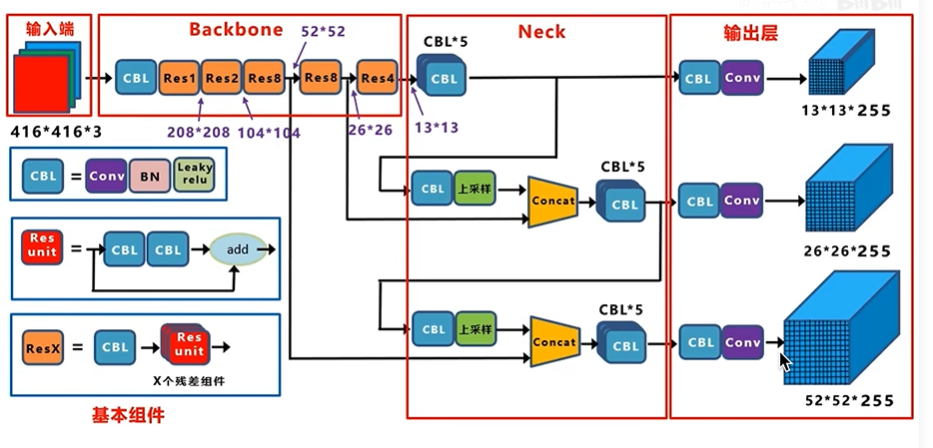 输入端
Backbone
52*52
Neck
输出层
CBL*5
CBL
Res1
Res2
Res8
Res8
Res4
CBL
CBL
Conv
416*416*3
208*208
104*104
26*26
13*13
13*13*255
CBL
=
Conv
BN
Leaky
relu
CBL
上采样
Concat
CBL*5
CBL
CBL
Conv
26*26*255
Res
unit
=
CBL
CBL
add
ResX
=
CBL
Res
unit
X个残差组件
CBL
上采样
Concat
CBL*5
CBL
CBL
Conv
52*52*255
基本组件